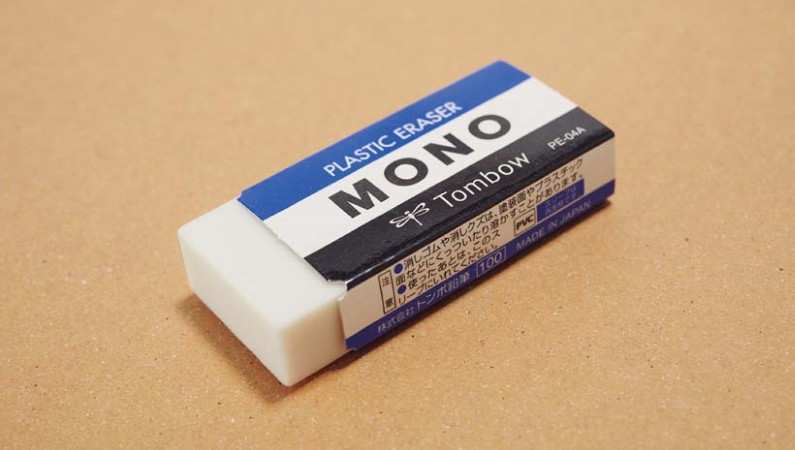 PLASTIC ERASER
MONO
Tombow
PE-04A
注意
●消しゴムや消しクズは、塗装面やプラスチック
面などにくっついたり溶かすことがあります。
●使ったあとは、このス
リーブにいれてください。
PVC
株式会社トンボ鉛筆 100 MADE IN JAPAN